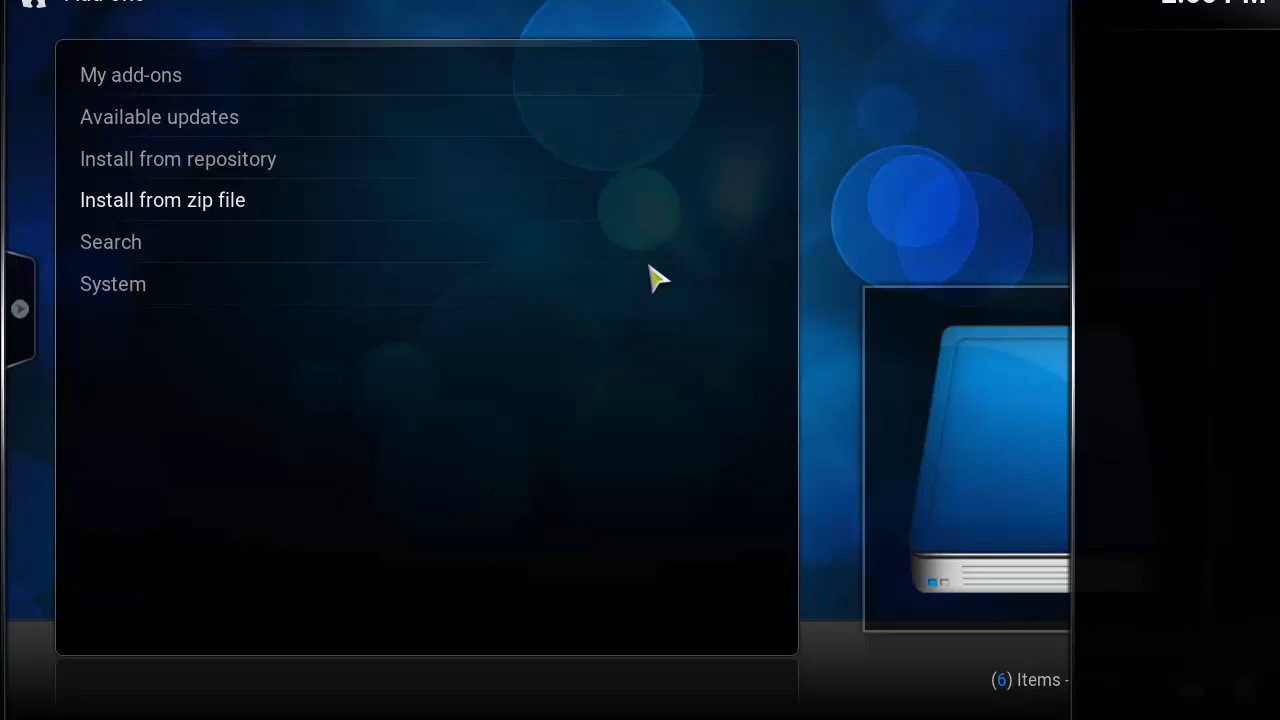 My add-ons
Available updates
Install from repository
Install from zip file
Search
System
(6) Items -